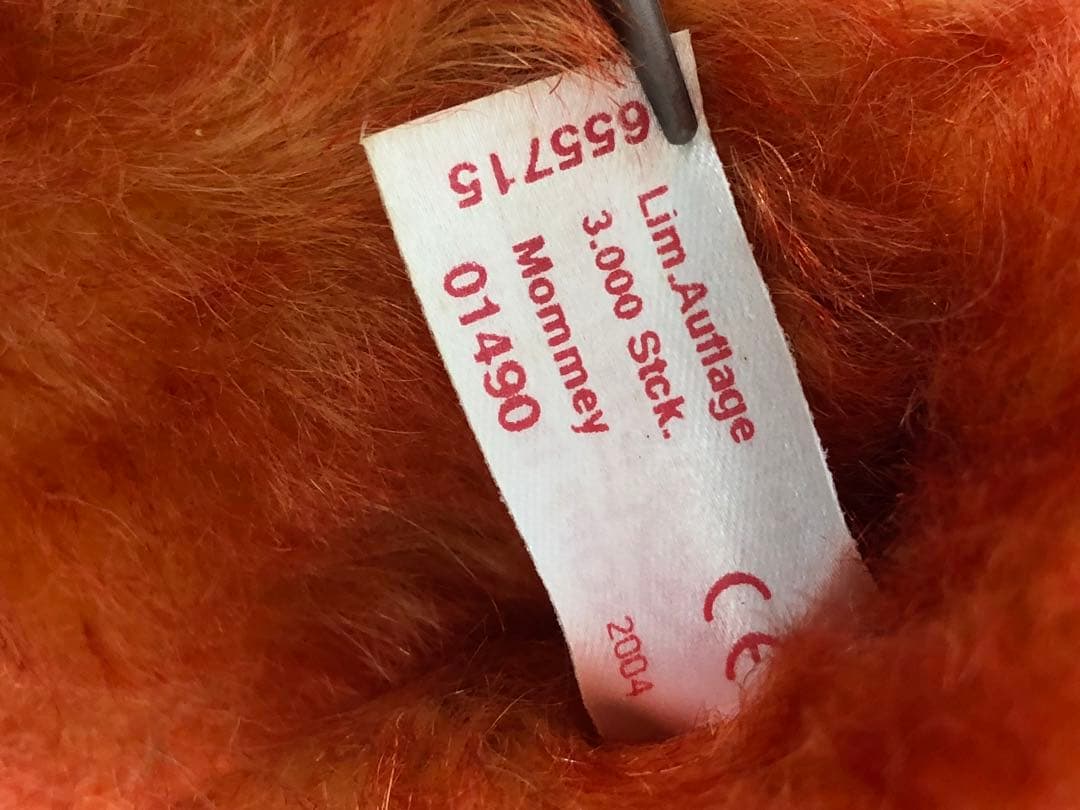 655715
Lim.Auflage
3.000 Stck.
Mommey
01490
CE
2004